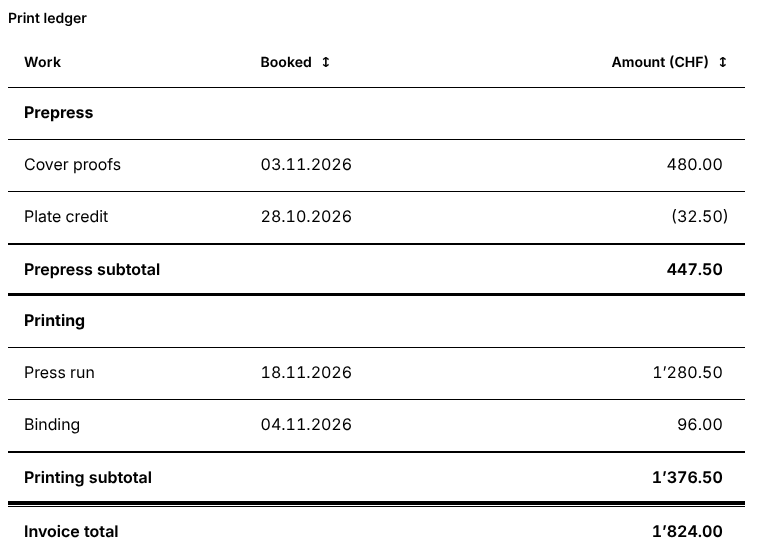 Print ledger
Work Booked ↕ Amount (CHF) ↕
Prepress
Cover proofs 03.11.2026 480.00
Plate credit 28.10.2026 (32.50)
Prepress subtotal 447.50
Printing
Press run 18.11.2026 1’280.50
Binding 04.11.2026 96.00
Printing subtotal 1’376.50
Invoice total 1’824.00